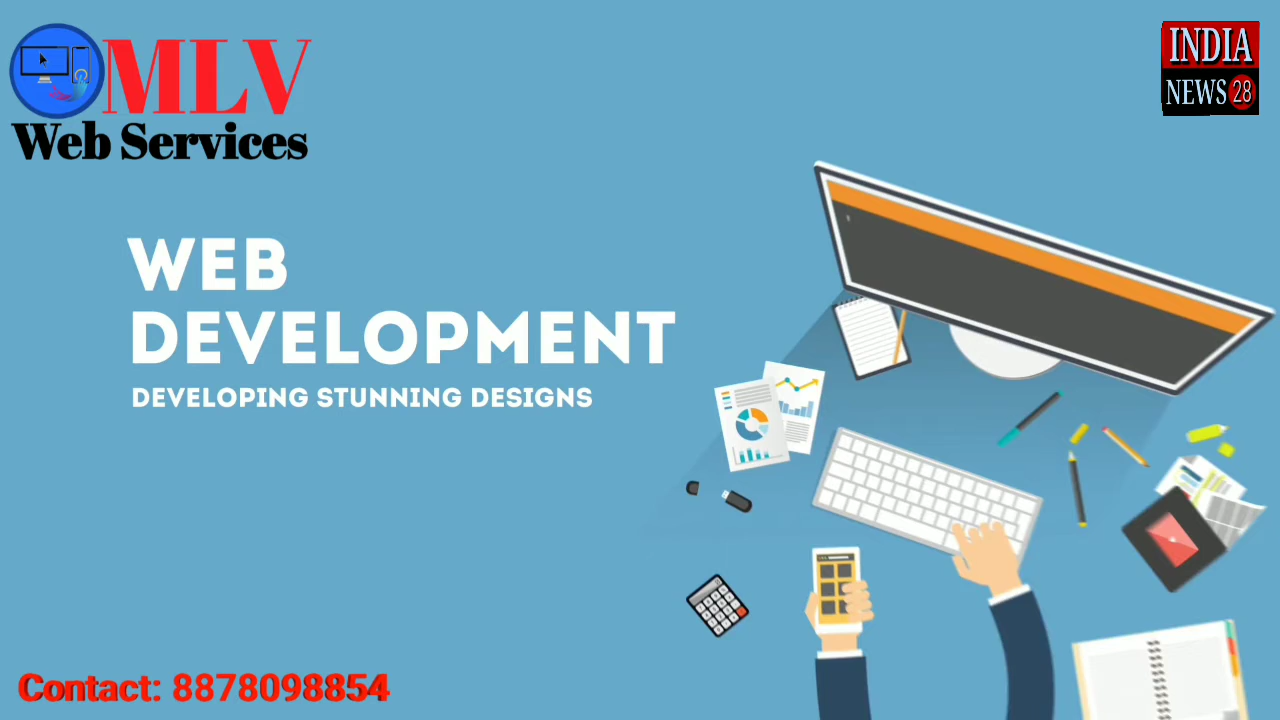 MLV
Web Services
INDIA
NEWS 28
WEB
DEVELOPMENT
DEVELOPING STUNNING DESIGNS
Contact: 8878098854